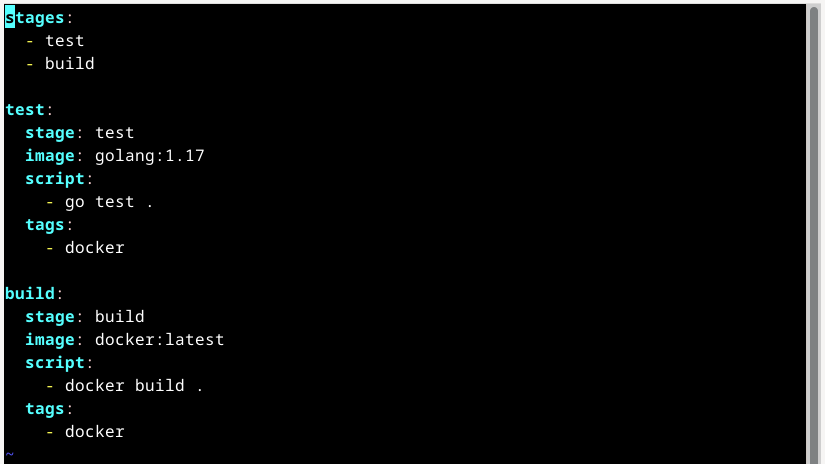 stages:
  - test
  - build

test:
  stage: test
  image: golang:1.17
  script:
    - go test .
  tags:
    - docker

build:
  stage: build
  image: docker:latest
  script:
    - docker build .
  tags:
    - docker
~